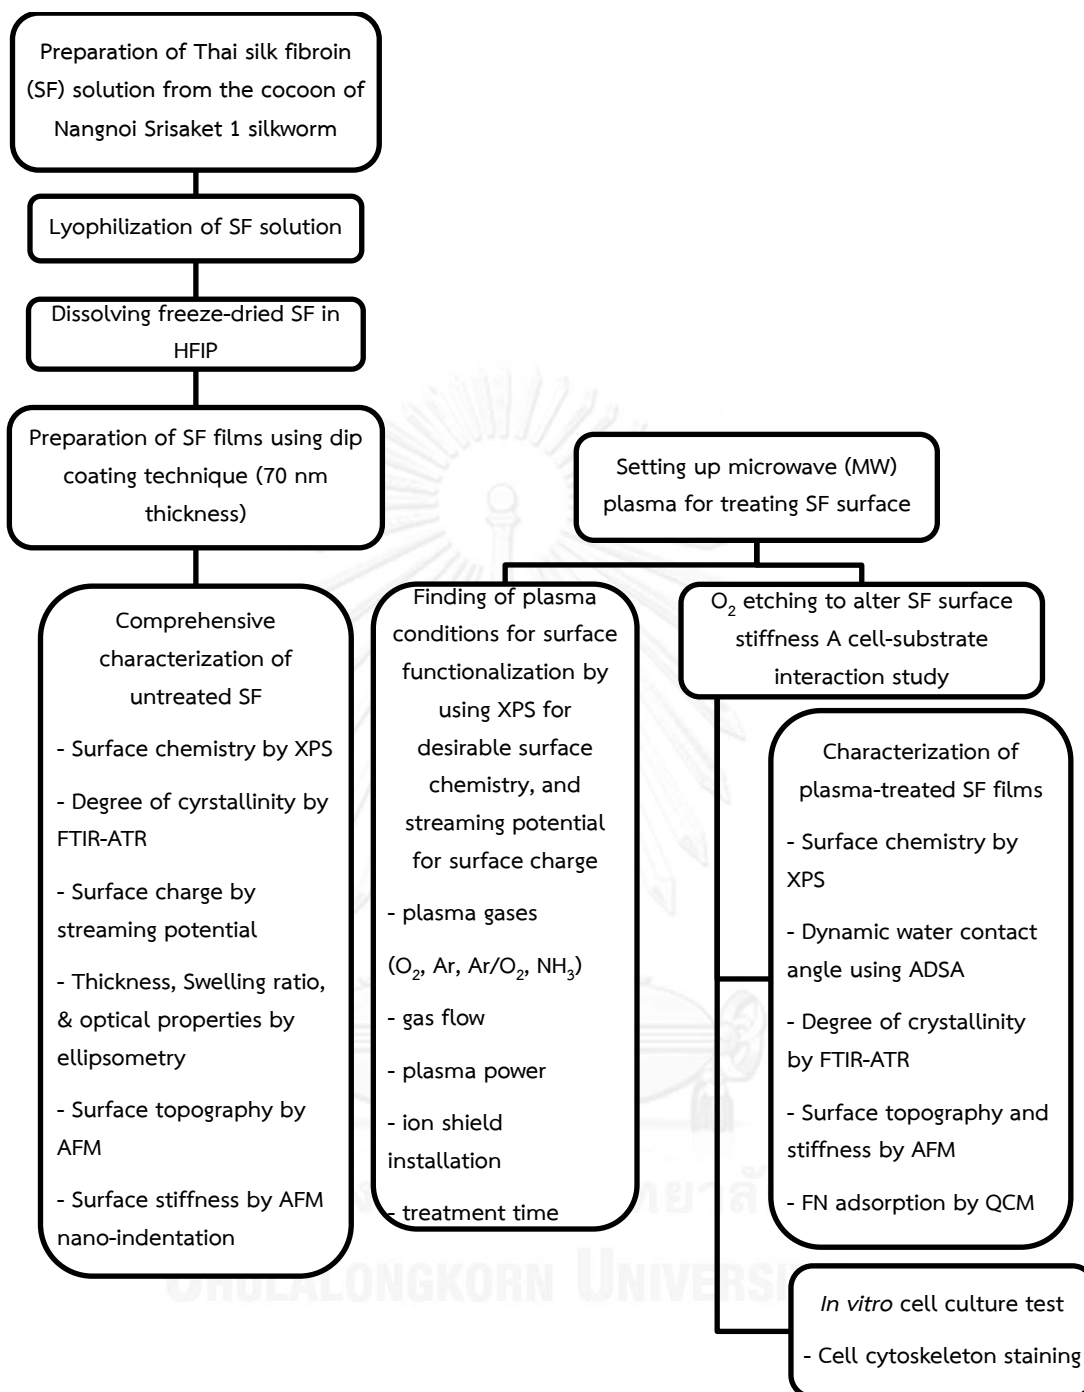 Preparation of Thai silk fibroin
(SF) solution from the cocoon of
Nangnoi Srisaket 1 silkworm
Lyophilization of SF solution
Dissolving freeze-dried SF in
HFIP
Preparation of SF films using dip
coating technique (70 nm
thickness)
Comprehensive
characterization of
untreated SF
- Surface chemistry by XPS
- Degree of cyrstallinity by
FTIR-ATR
- Surface charge by
streaming potential
- Thickness, Swelling ratio,
& optical properties by
ellipsometry
- Surface topography by
AFM
- Surface stiffness by AFM
nano-indentation
Setting up microwave (MW)
plasma for treating SF surface
Finding of plasma
conditions for surface
functionalization by
using XPS for
desirable surface
chemistry, and
streaming potential
for surface charge
- plasma gases
(O₂, Ar, Ar/O₂, NH₃)
- gas flow
- plasma power
- ion shield
installation
- treatment time
O₂ etching to alter SF surface
stiffness A cell-substrate
interaction study
Characterization of
plasma-treated SF films
- Surface chemistry by
XPS
- Dynamic water contact
angle using ADSA
- Degree of crystallinity
by FTIR-ATR
- Surface topography and
stiffness by AFM
- FN adsorption by QCM
In vitro cell culture test
- Cell cytoskeleton staining